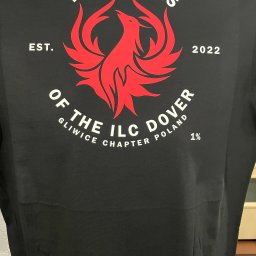 EST. 2022
OF THE ILC DOVER
GLIWICE CHAPTER POLAND
1%